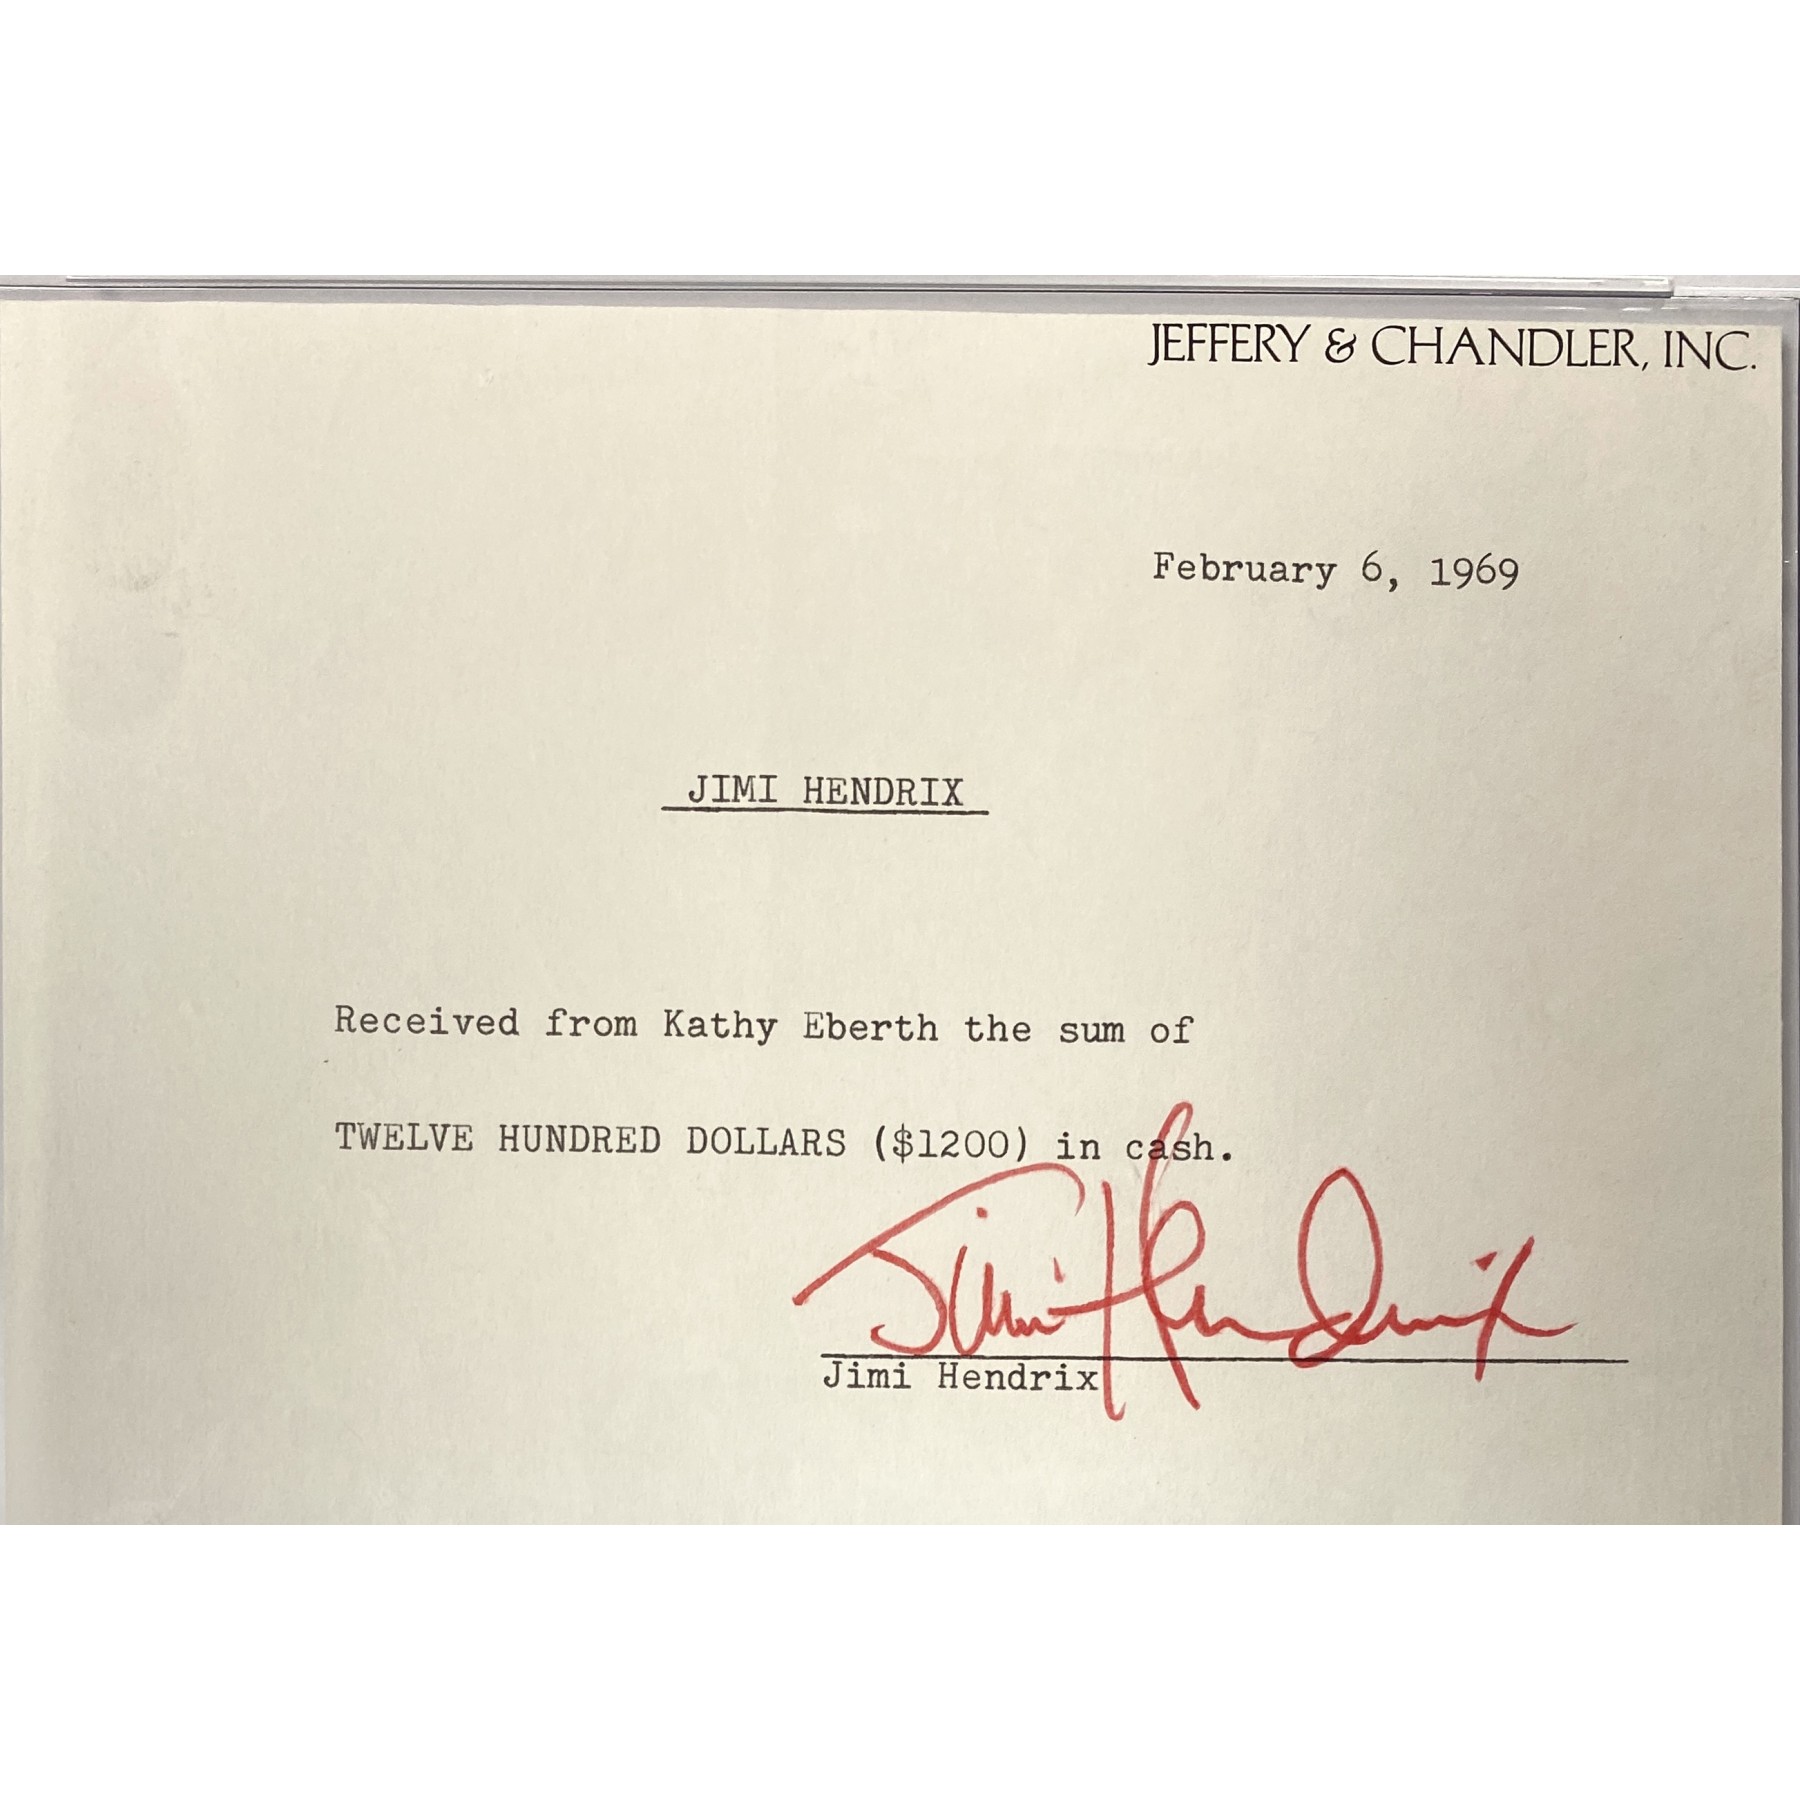 JEFFERY & CHANDLER, INC.
February 6, 1969
JIMI HENDRIX
Received from Kathy Eberth the sum of
TWELVE HUNDRED DOLLARS ($1200) in cash.
Jimi Hendrix
Jimi Hendrix